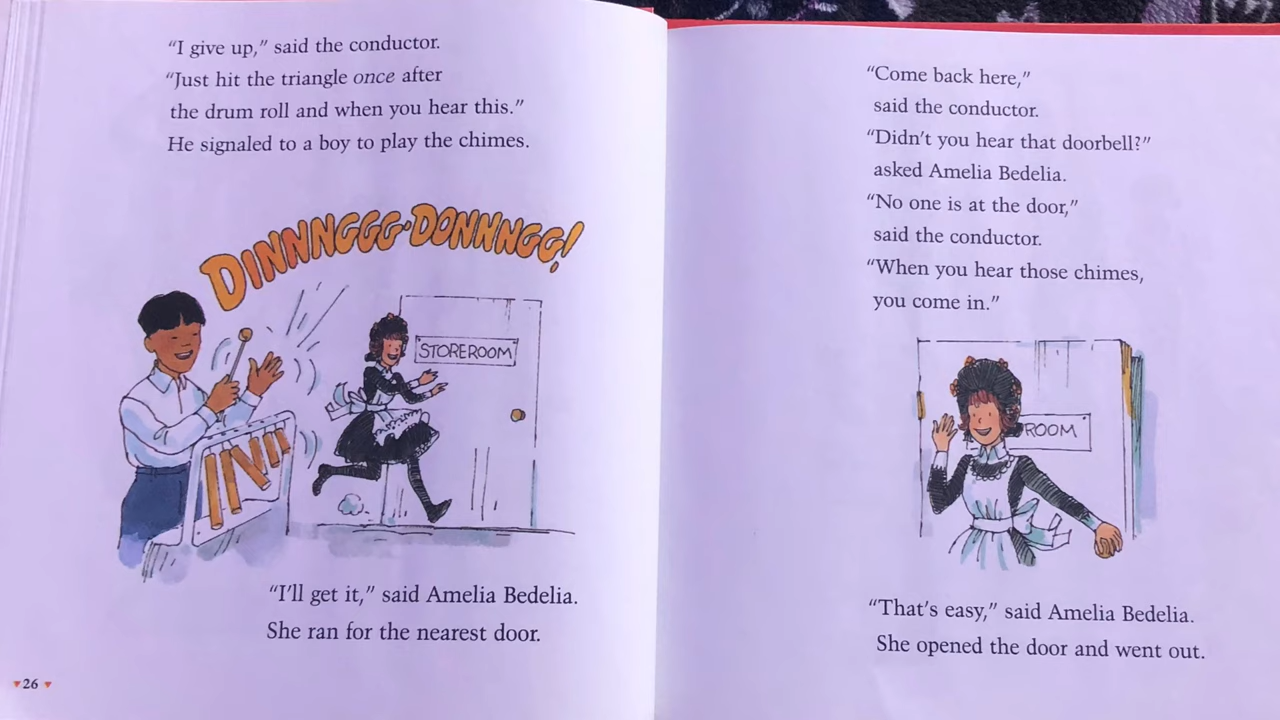 “I give up,” said the conductor.
“Just hit the triangle once after
the drum roll and when you hear this.”
He signaled to a boy to play the chimes.
DINNNGGG-DONNNGG!
STOREROOM
“I’ll get it,” said Amelia Bedelia.
She ran for the nearest door.
26
“Come back here,”
said the conductor.
“Didn’t you hear that doorbell?”
asked Amelia Bedelia.
“No one is at the door,”
said the conductor.
“When you hear those chimes,
you come in.”
ROOM
“That’s easy,” said Amelia Bedelia.
She opened the door and went out.